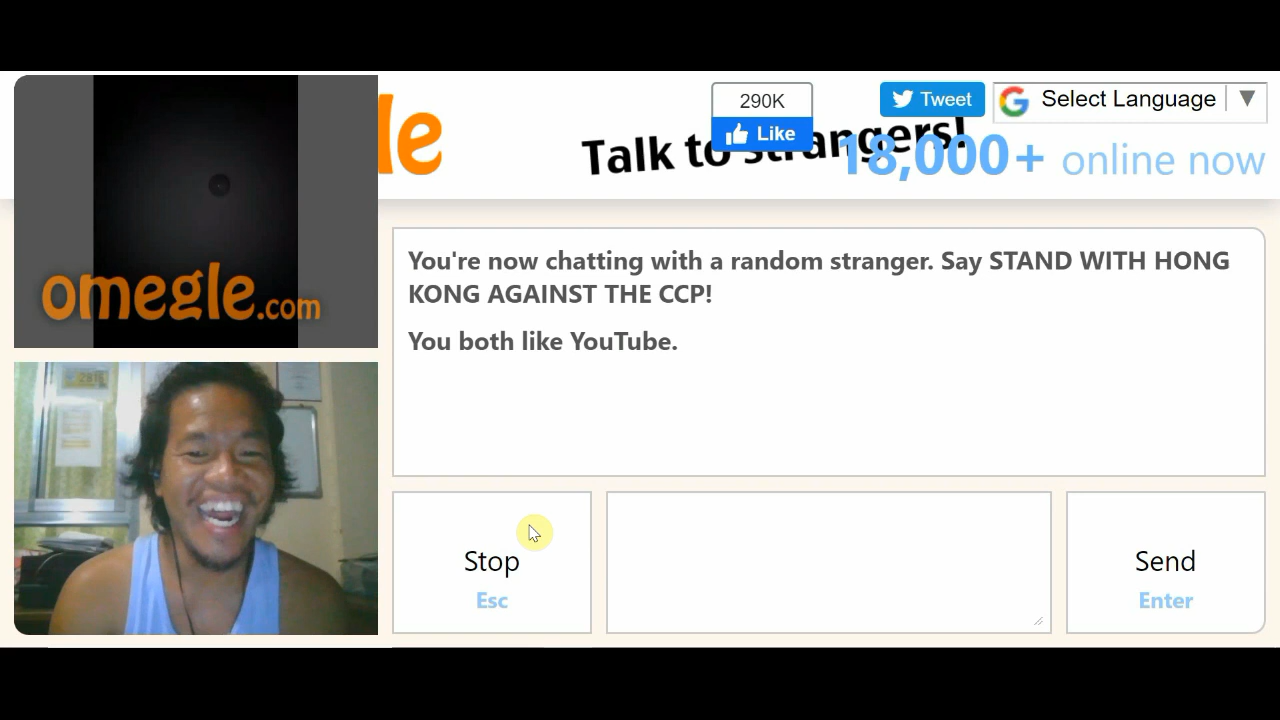 le
Talk to strangers!
290K
Like
Tweet
Select Language
18,000+ online now
omegle.com
You're now chatting with a random stranger. Say STAND WITH HONG
KONG AGAINST THE CCP!
You both like YouTube.
Stop
Esc
Send
Enter